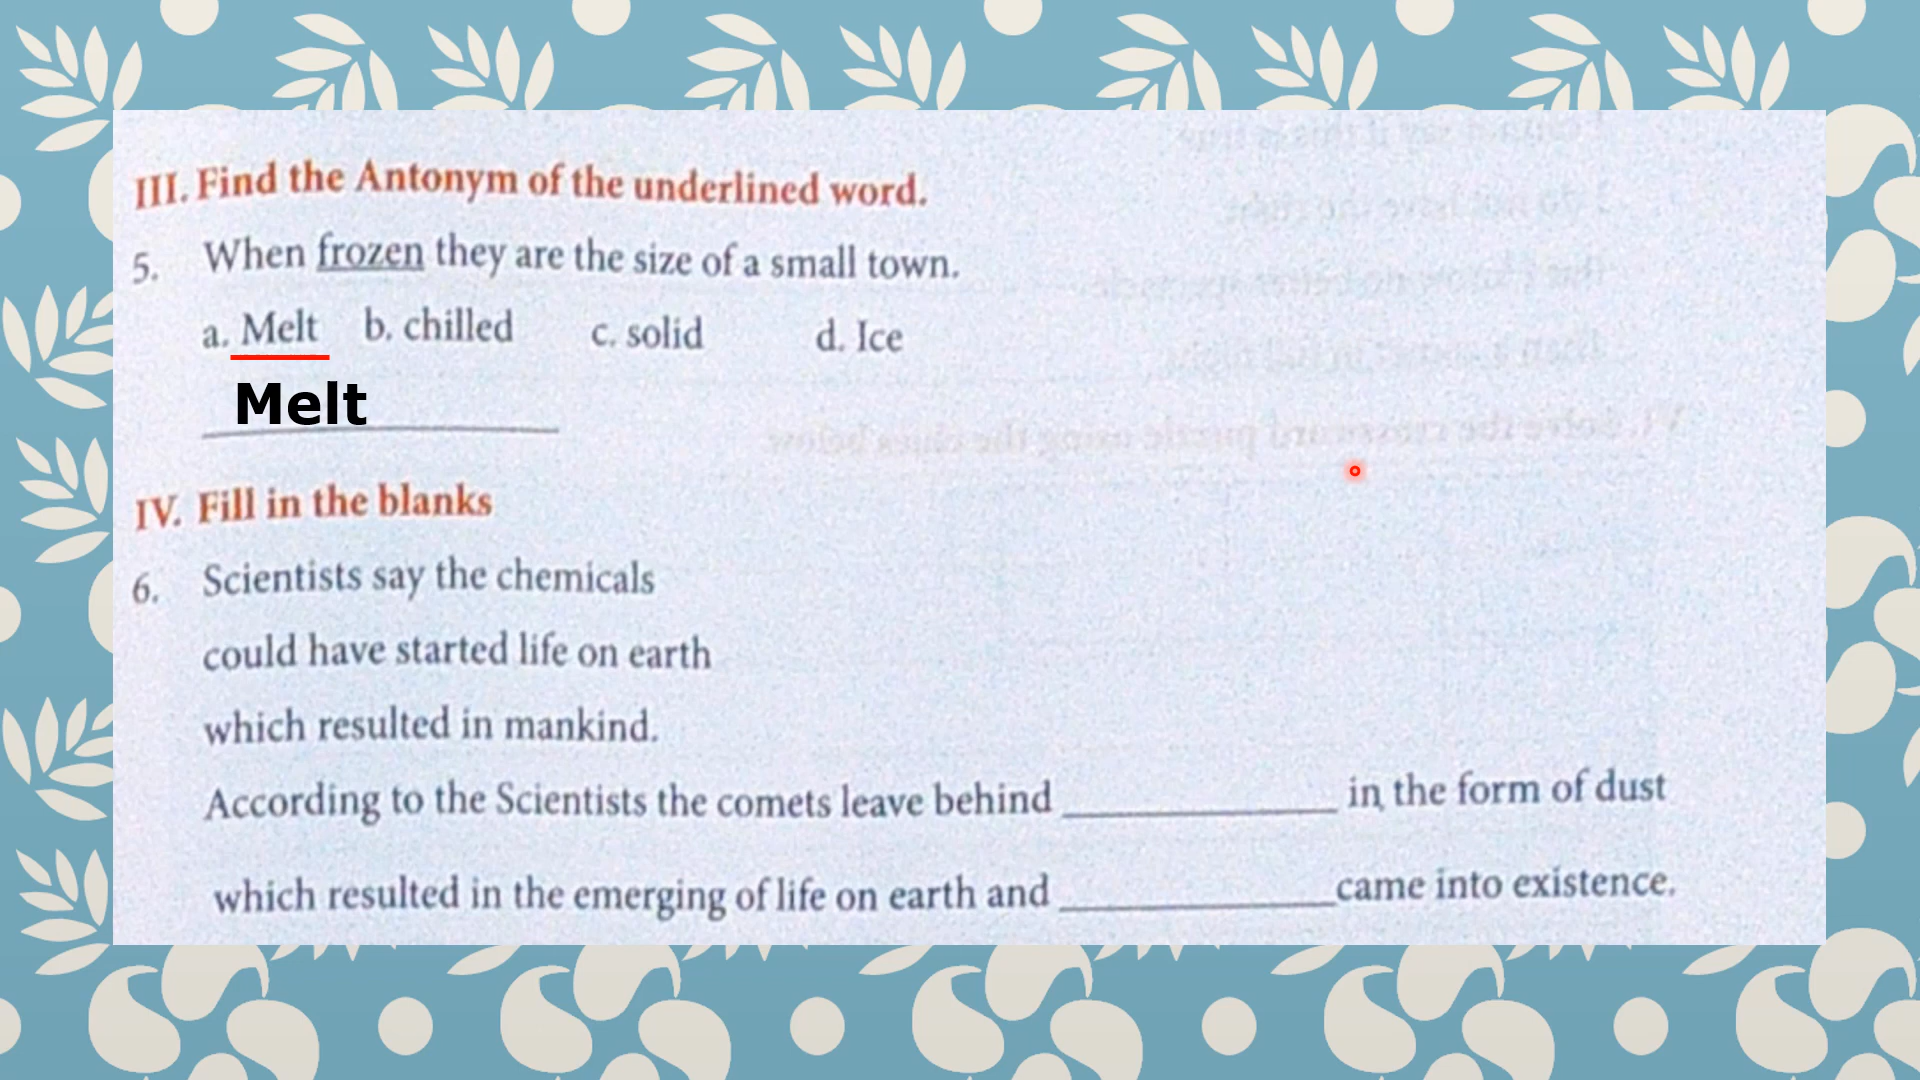 III. Find the Antonym of the underlined word.
5. When frozen they are the size of a small town.
a. Melt b. chilled c. solid d. Ice
Melt
IV. Fill in the blanks
6. Scientists say the chemicals
could have started life on earth
which resulted in mankind.
According to the Scientists the comets leave behind ____________ in the form of dust
which resulted in the emerging of life on earth and ____________ came into existence.